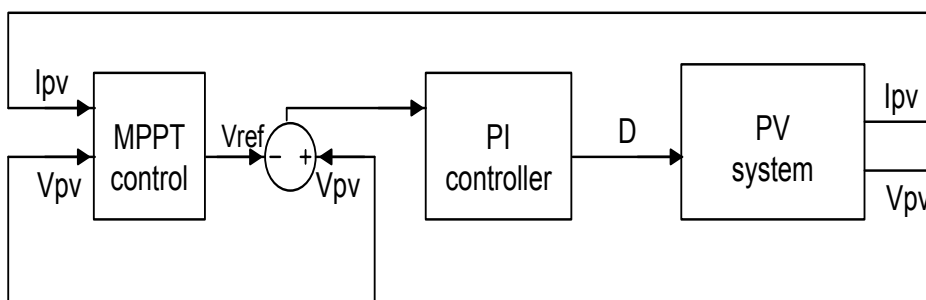 Ipv
MPPT
control
Vpv
Vref
-
+
Vpv
PI
controller
D
PV
system
Ipv
Vpv